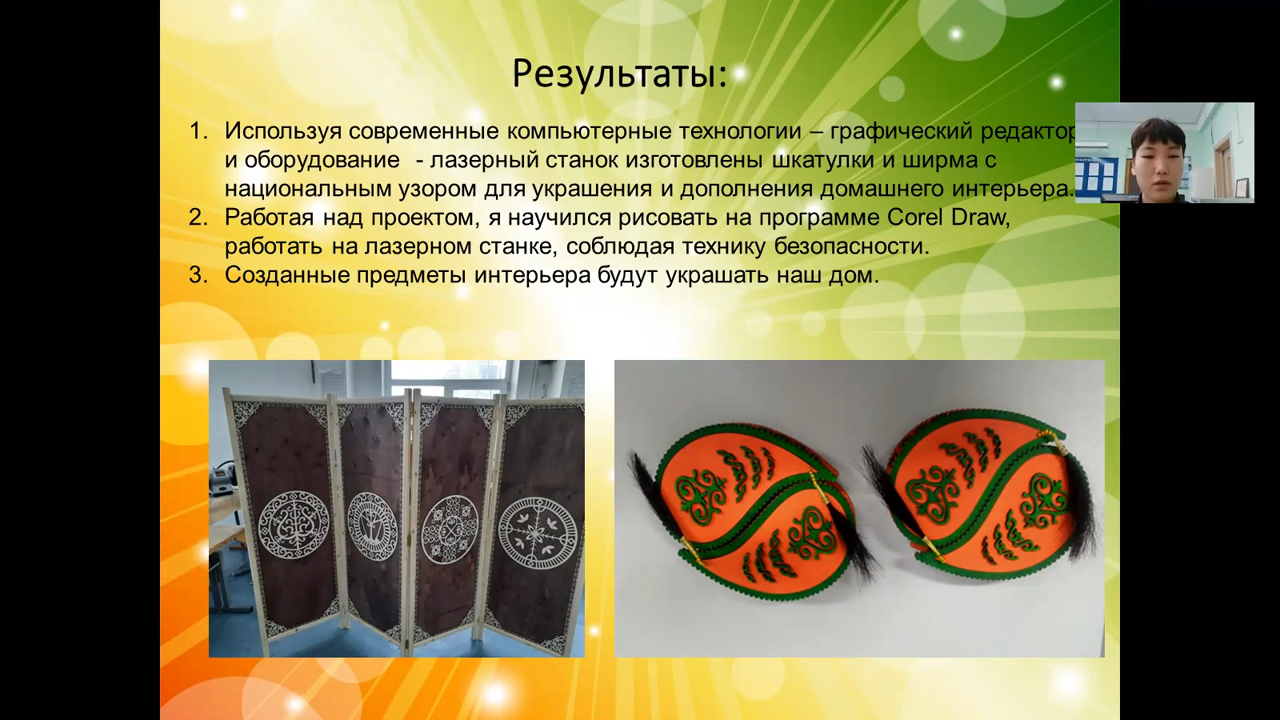 Результаты:
1. Используя современные компьютерные технологии – графический редактор
и оборудование - лазерный станок изготовлены шкатулки и ширма с
национальным узором для украшения и дополнения домашнего интерьера.
2. Работая над проектом, я научился рисовать на программе Corel Draw,
работать на лазерном станке, соблюдая технику безопасности.
3. Созданные предметы интерьера будут украшать наш дом.